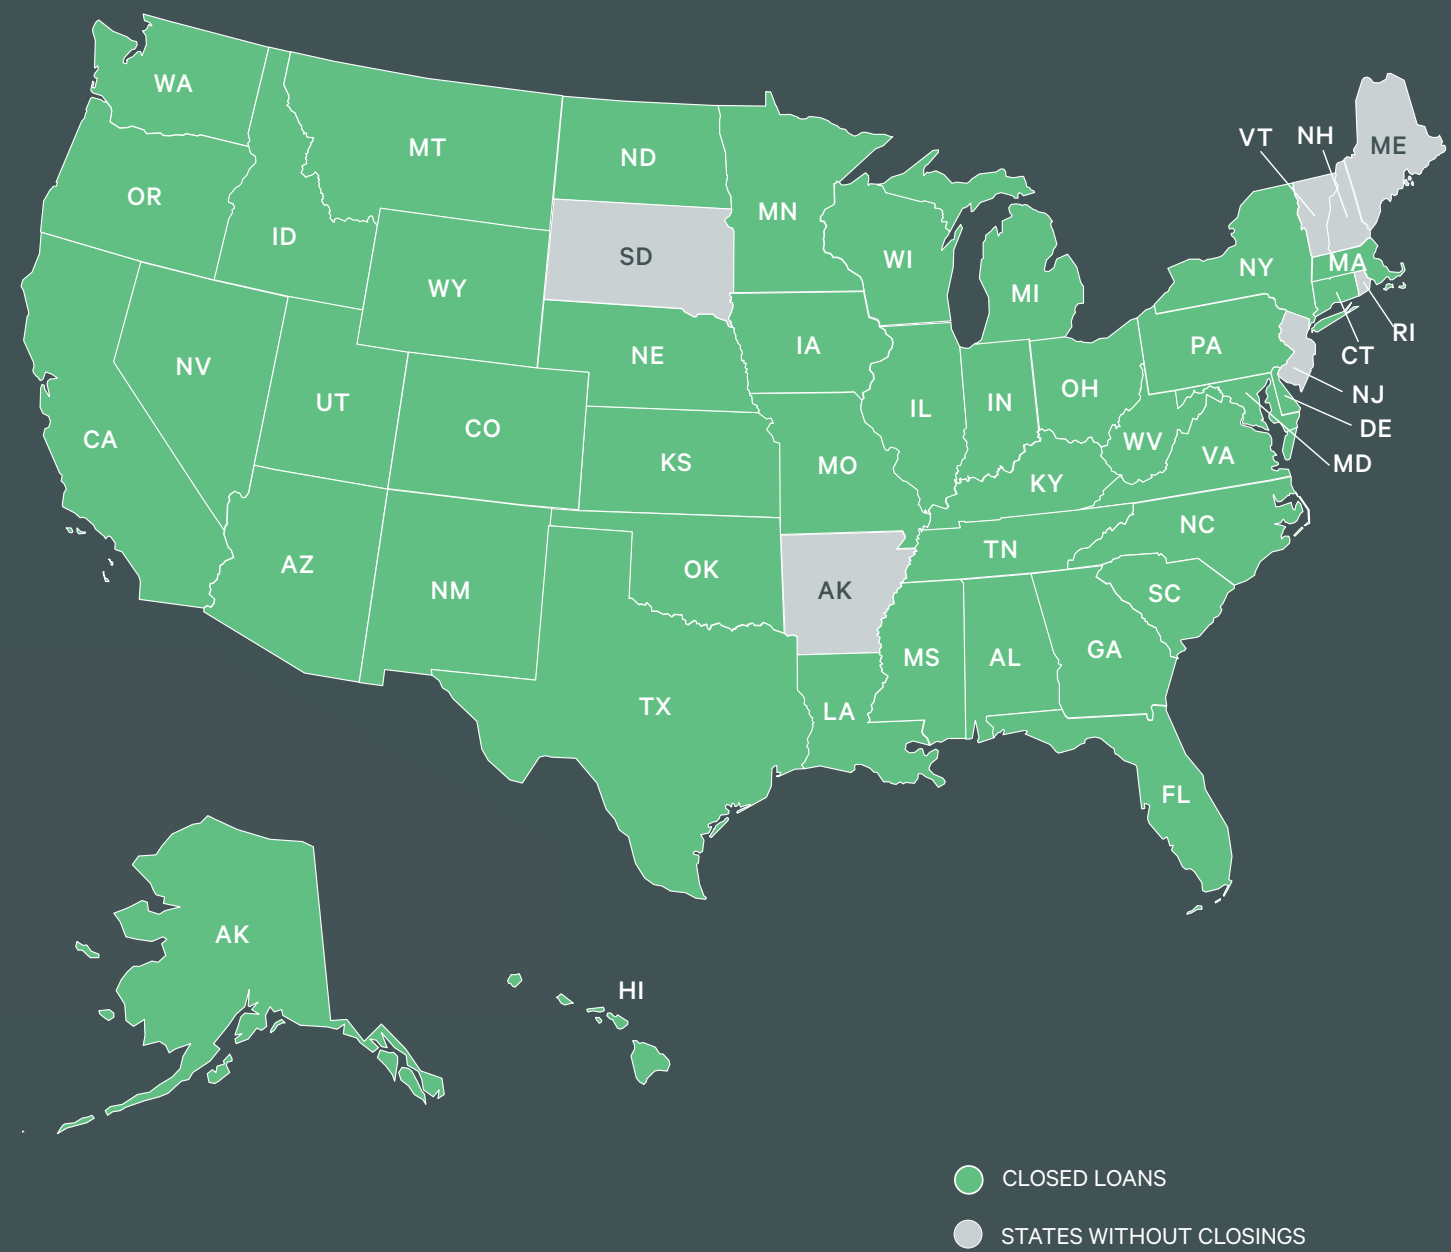 WA
VT
NH
ME
MT
ND
OR
MN
ID
SD
WI
NY
MA
WY
MI
RI
NV
NE
IA
PA
CT
UT
CO
IL
IN
OH
NJ
DE
CA
KS
MO
WV
VA
MD
KY
NC
AZ
NM
OK
AK
TN
SC
MS
AL
GA
TX
LA
FL
AK
HI
CLOSED LOANS
STATES WITHOUT CLOSINGS